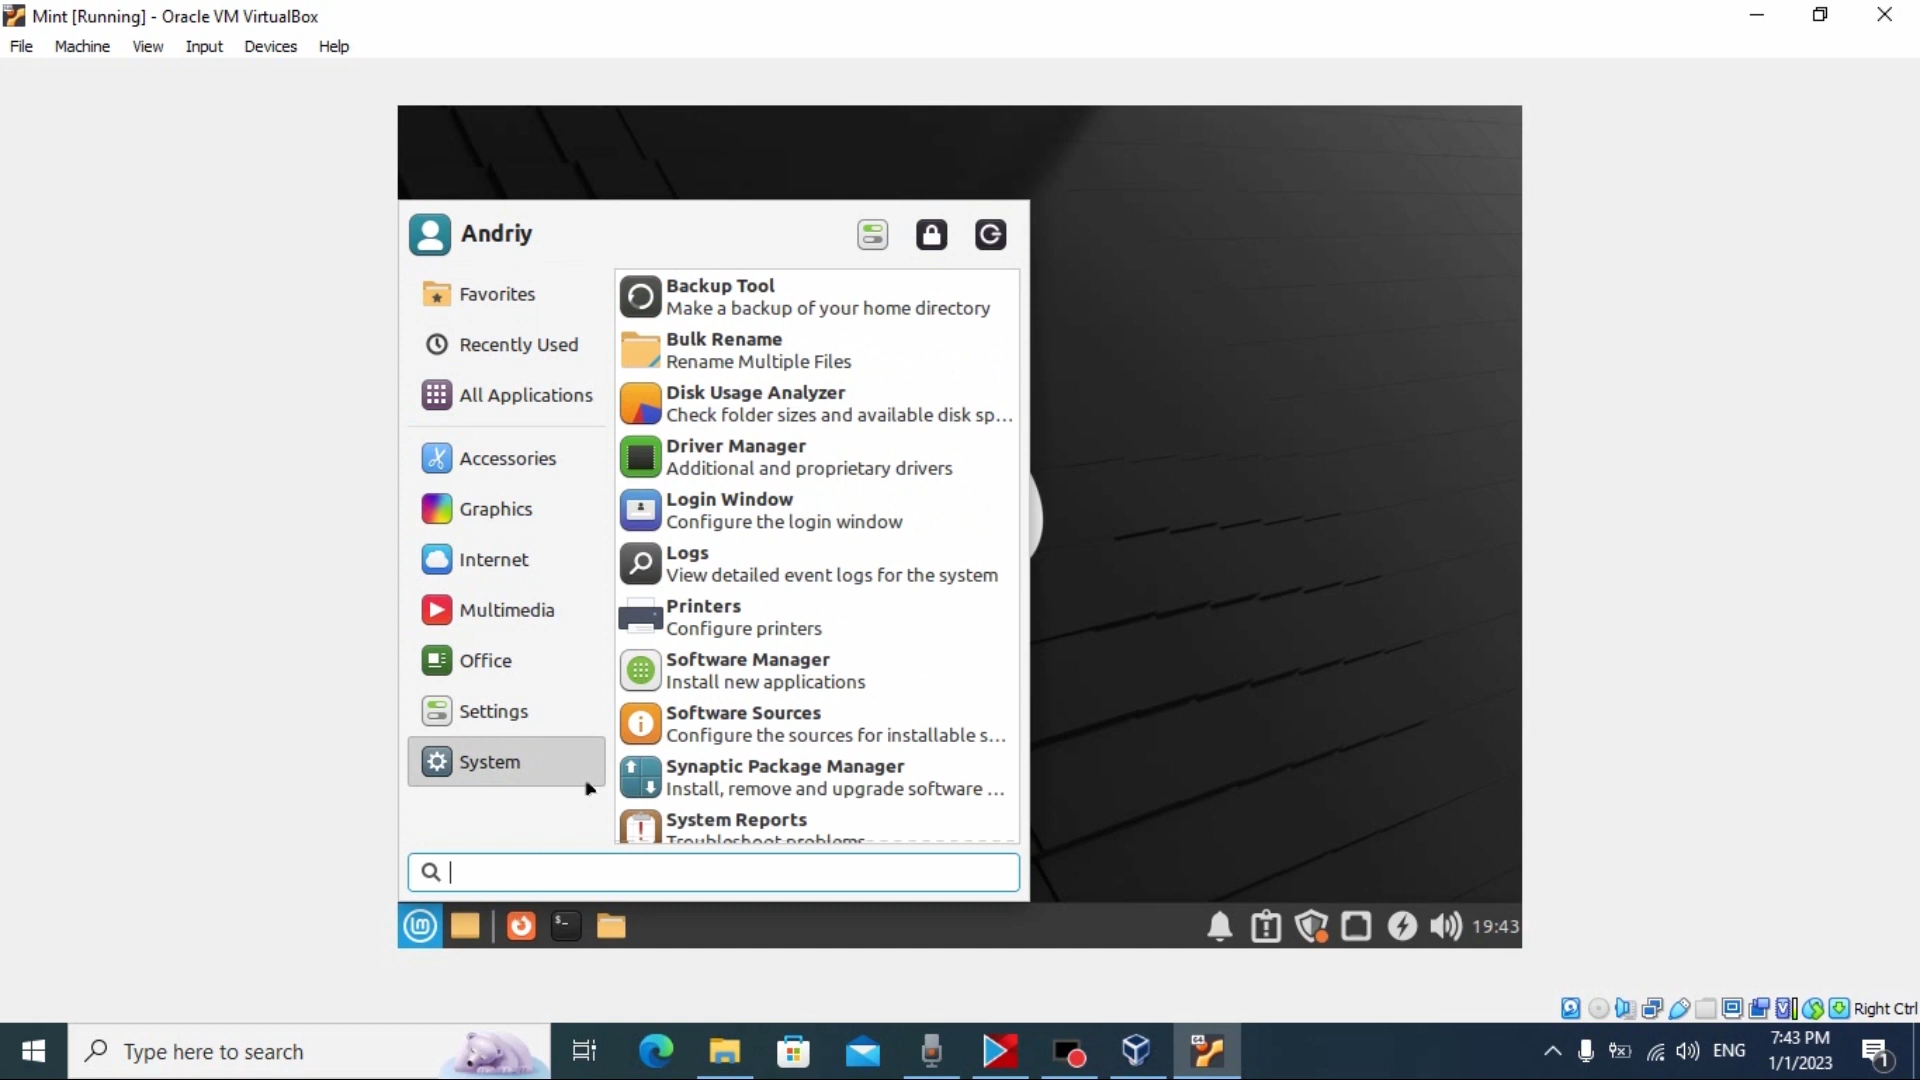 Mint [Running] - Oracle VM VirtualBox
File Machine View Input Devices Help
Andriy
Favorites
Recently Used
All Applications
Accessories
Graphics
Internet
Multimedia
Office
Settings
System
Backup Tool
Make a backup of your home directory
Bulk Rename
Rename Multiple Files
Disk Usage Analyzer
Check folder sizes and available disk sp...
Driver Manager
Additional and proprietary drivers
Login Window
Configure the login window
Logs
View detailed event logs for the system
Printers
Configure printers
Software Manager
Install new applications
Software Sources
Configure the sources for installable s...
Synaptic Package Manager
Install, remove and upgrade software ...
System Reports
Troubleshoot problems
19:43
Right Ctrl
Type here to search
ENG
7:43 PM
1/1/2023
1